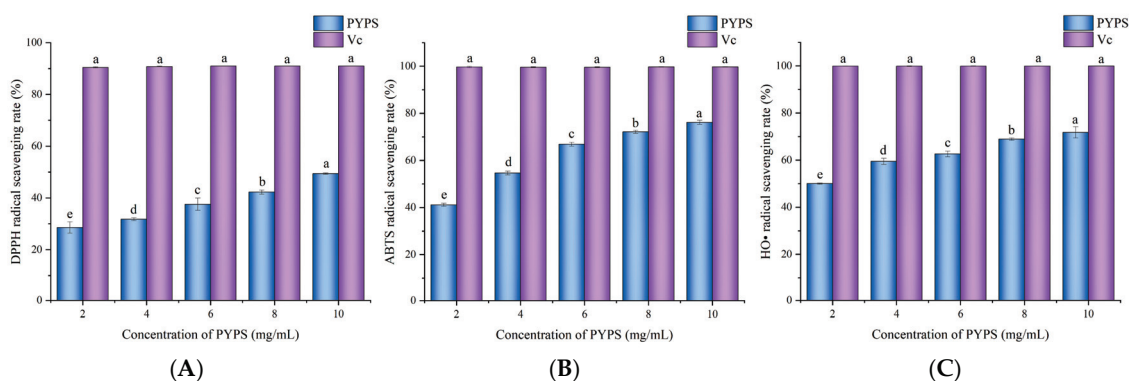 PYPS
Vc
DPPH radical scavenging rate (%)
100
80
60
40
20
0
a a a a a
e d c b a
2 4 6 8 10
Concentration of PYPS (mg/mL)
(A)
PYPS
Vc
ABTS radical scavenging rate (%)
100
80
60
40
20
0
a a a a a
e d c b a
2 4 6 8 10
Concentration of PYPS (mg/mL)
(B)
PYPS
Vc
HO• radical scavenging rate (%)
100
80
60
40
20
0
a a a a a
e d c b a
2 4 6 8 10
Concentration of PYPS (mg/mL)
(C)